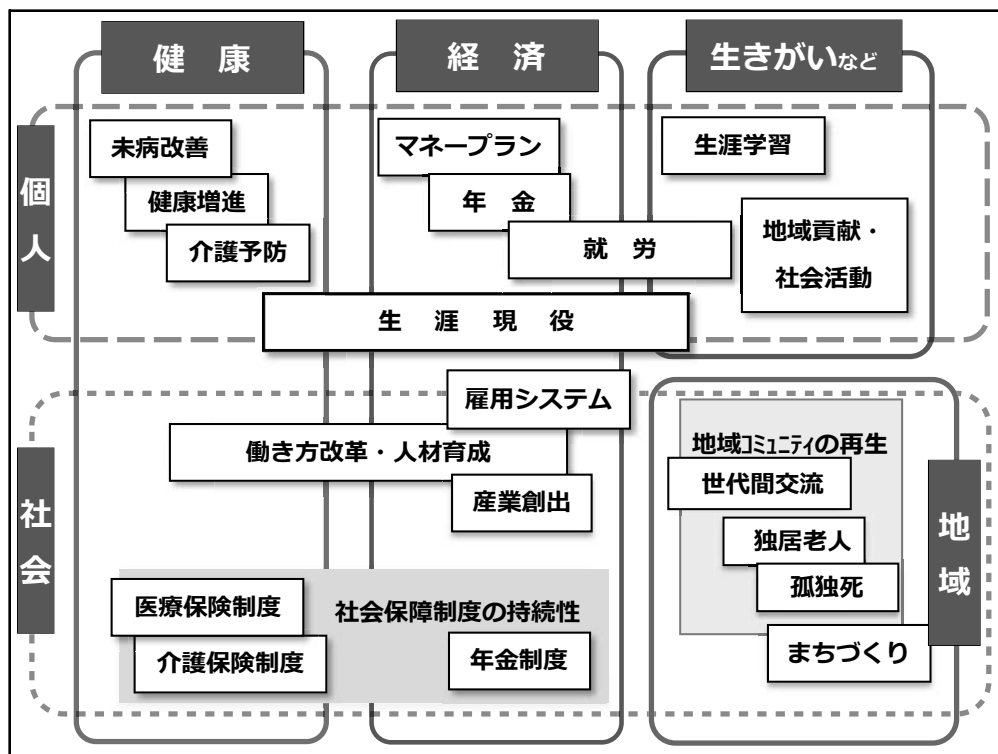 健　康
経　済
生きがいなど
個人
未病改善
健康増進
介護予防
マネープラン
年　金
就　労
生涯学習
地域貢献・
社会活動
生　涯　現　役
社会
雇用システム
働き方改革・人材育成
産業創出
医療保険制度
介護保険制度
社会保障制度の持続性
年金制度
地域コミュニティの再生
世代間交流
独居老人
孤独死
まちづくり
地域